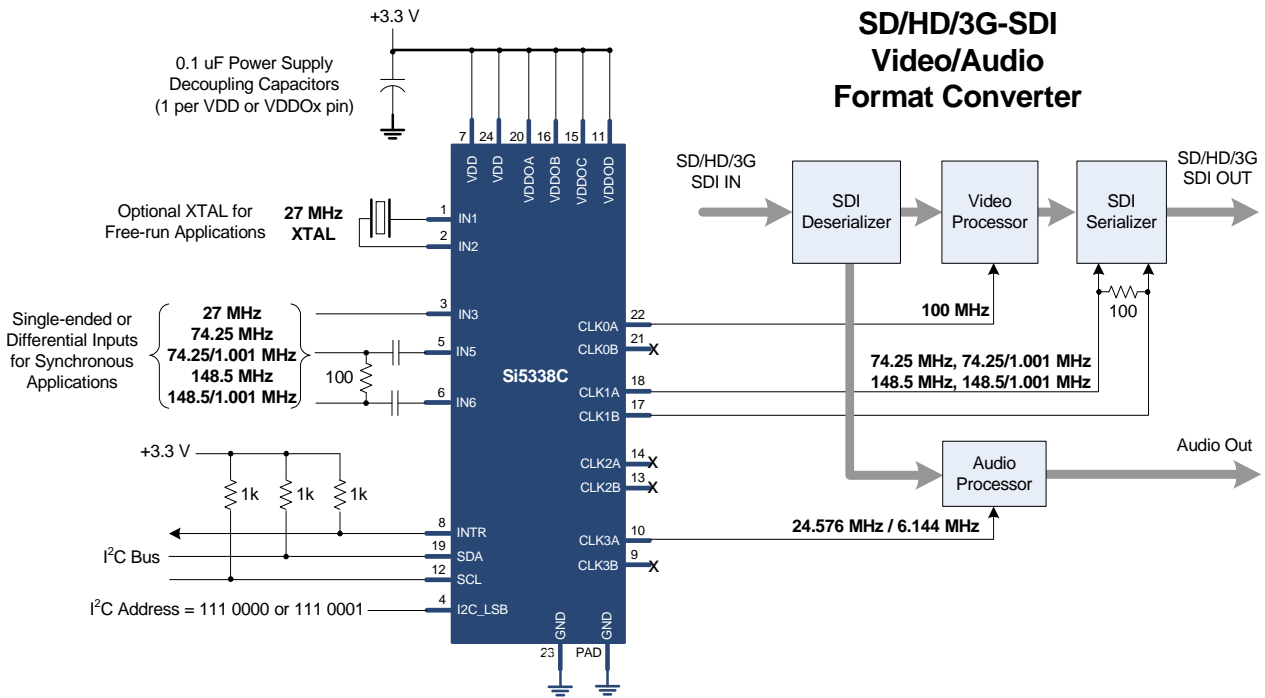 SD/HD/3G-SDI
Video/Audio
Format Converter
+3.3 V
0.1 uF Power Supply
Decoupling Capacitors
(1 per VDD or VDDOx pin)
7
24
20
16
15
11
VDD
VDD
VDDOA
VDDOB
VDDOC
VDDOD
Optional XTAL for
Free-run Applications
27 MHz
XTAL
1
IN1
2
IN2
Single-ended or
Differential Inputs
for Synchronous
Applications
27 MHz
74.25 MHz
74.25/1.001 MHz
148.5 MHz
148.5/1.001 MHz
100
3
IN3
5
IN5
6
IN6
Si5338C
+3.3 V
1k
1k
1k
I²C Bus
8
INTR
19
SDA
12
SCL
I²C Address = 111 0000 or 111 0001
4
I2C_LSB
GND
23
GND
PAD
CLK0A
22
CLK0B
21
X
CLK1A
18
CLK1B
17
CLK2A
14
X
CLK2B
13
X
CLK3A
10
CLK3B
9
X
SD/HD/3G
SDI IN
SDI
Deserializer
Video
Processor
SDI
Serializer
SD/HD/3G
SDI OUT
100 MHz
100
74.25 MHz, 74.25/1.001 MHz
148.5 MHz, 148.5/1.001 MHz
Audio
Processor
Audio Out
24.576 MHz / 6.144 MHz